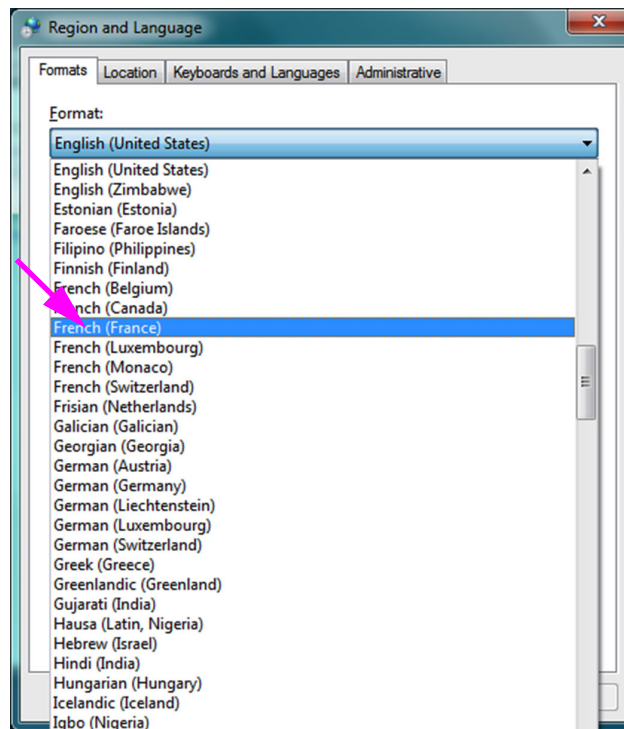 Region and Language
Formats Location Keyboards and Languages Administrative
Format:
English (United States)
English (United States)
English (Zimbabwe)
Estonian (Estonia)
Faroese (Faroe Islands)
Filipino (Philippines)
Finnish (Finland)
French (Belgium)
French (Canada)
French (France)
French (Luxembourg)
French (Monaco)
French (Switzerland)
Frisian (Netherlands)
Galician (Galician)
Georgian (Georgia)
German (Austria)
German (Germany)
German (Liechtenstein)
German (Luxembourg)
German (Switzerland)
Greek (Greece)
Greenlandic (Greenland)
Gujarati (India)
Hausa (Latin, Nigeria)
Hebrew (Israel)
Hindi (India)
Hungarian (Hungary)
Icelandic (Iceland)
Igbo (Nigeria)